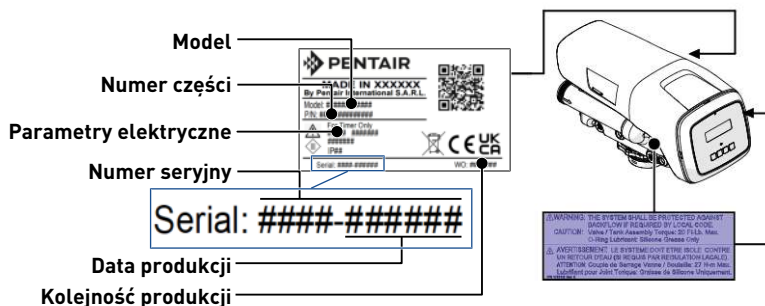 Model
Numer części
Parametry elektryczne
Numer seryjny
Data produkcji
Kolejność produkcji
PENTAIR
MADE IN XXXXXX
By Pentair International S.A.R.L.
Model: ###########
P/N: #############
For Timer Only
#### #######
#######
IP##
Serial: ####-######
WO: #######
CE UK CA
Serial: ####-######
WARNING: THE SYSTEM SHALL BE PROTECTED AGAINST
BACKFLOW IF REQUIRED BY LOCAL CODE.
CAUTION: Valve / Tank Assembly Torque: 20 Ft-Lb. Max.
O-Ring Lubricant: Silicone Grease Only
AVERTISSEMENT: LE SYSTEME DOIT ETRE ISOLE CONTRE
UN RETOUR D'EAU (SI REQUIS PAR REGULATION LACALE).
ATTENTION: Couple de Serrage Vanne / Bouteille: 27 N-m Max.
Lubrifiant pour Joint Torique: Graisse de Silicone Uniquement.